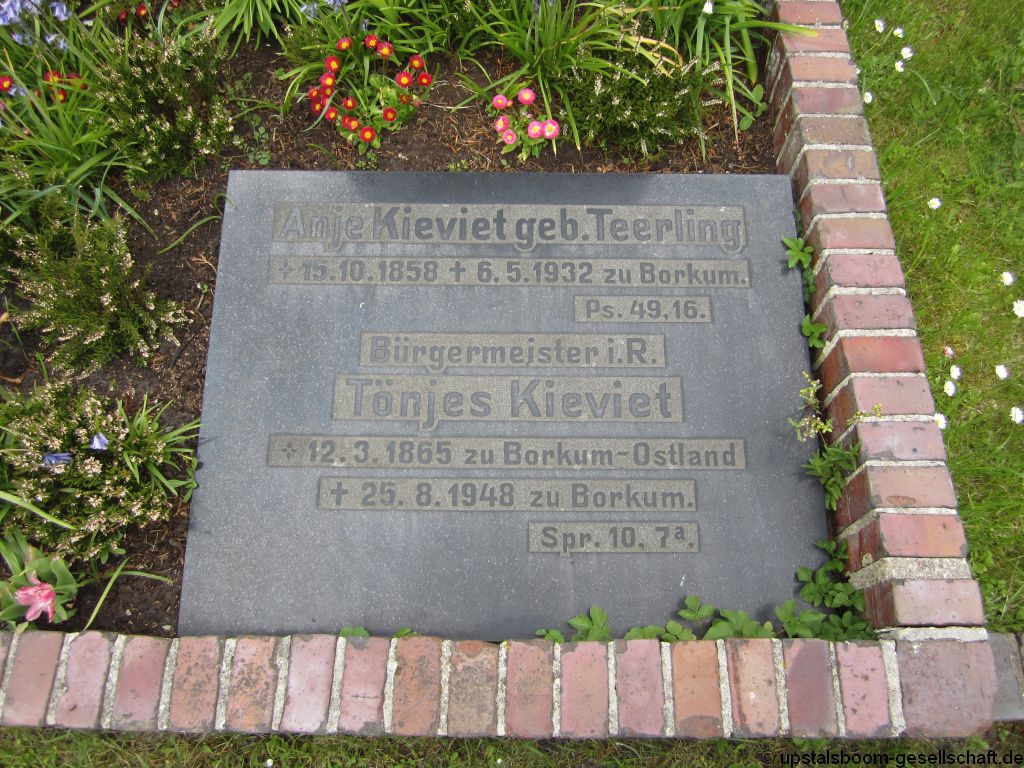 Anje Kieviet geb. Teerling
* 15.10.1858 † 6.5.1932 zu Borkum.
Ps. 49,16.
Bürgermeister i.R.
Tönjes Kieviet
* 12.3.1865 zu Borkum-Ostland
† 25.8.1948 zu Borkum.
Spr. 10, 7ª.
© upstalsboom-gesellschaft.de